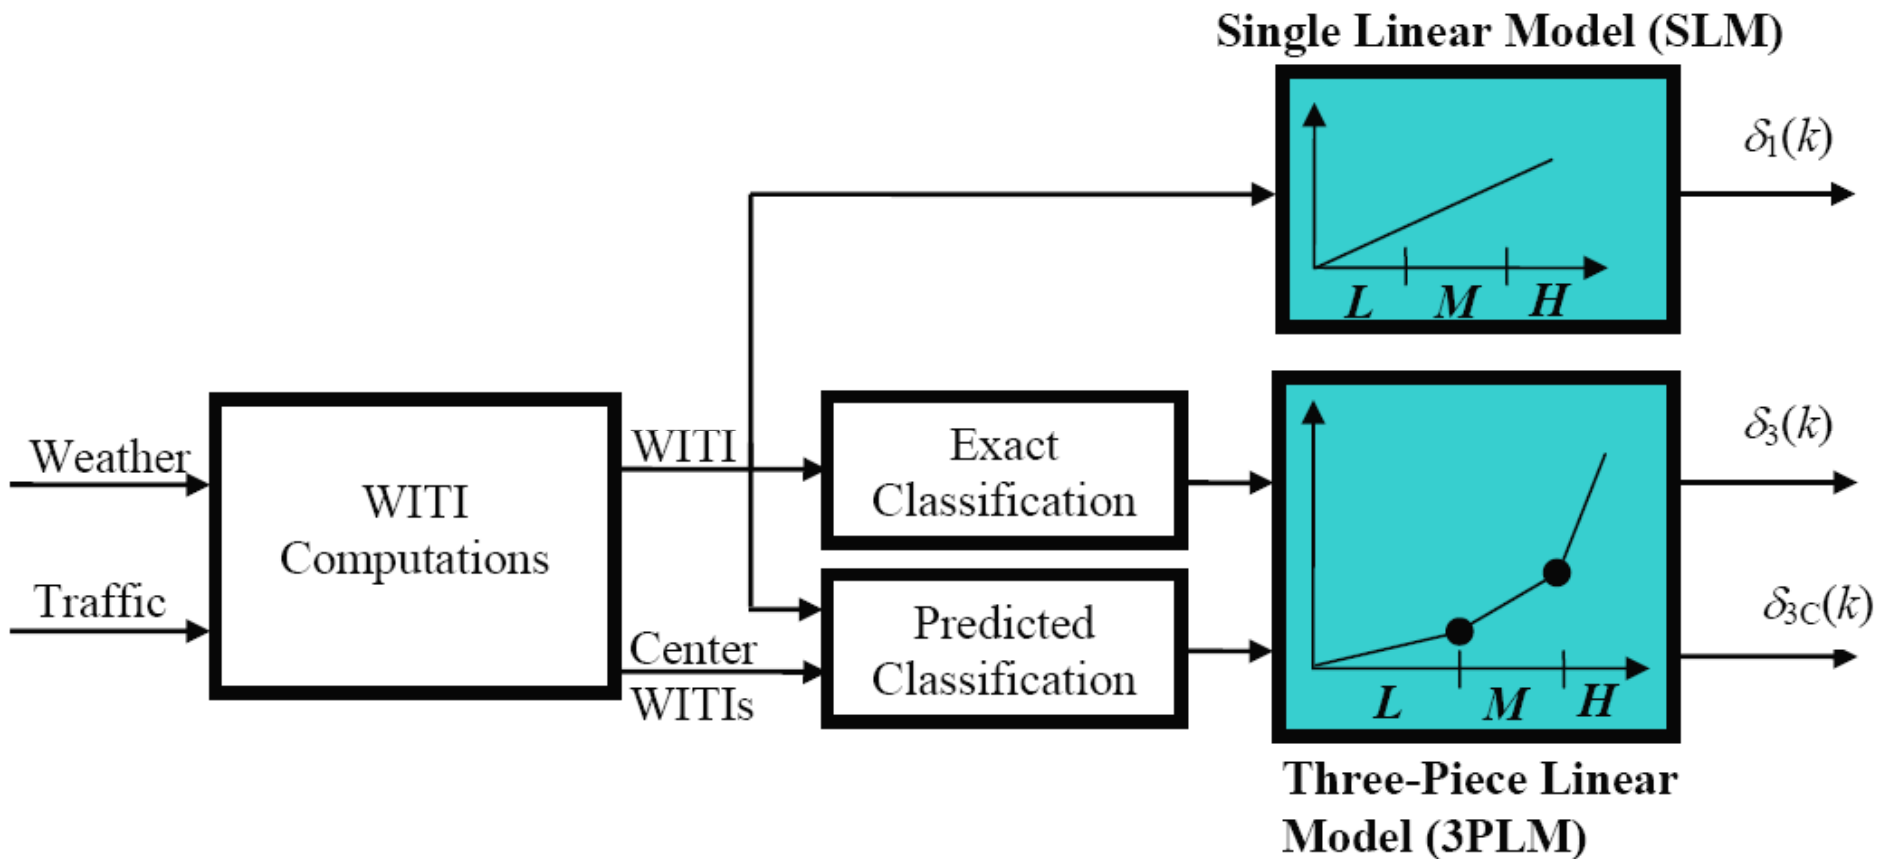 Single Linear Model (SLM)
δ1(k)
L M H
Weather
Traffic
WITI
Computations
WITI
Center
WITIs
Exact
Classification
Predicted
Classification
L M H
δ3(k)
δ3C(k)
Three-Piece Linear
Model (3PLM)